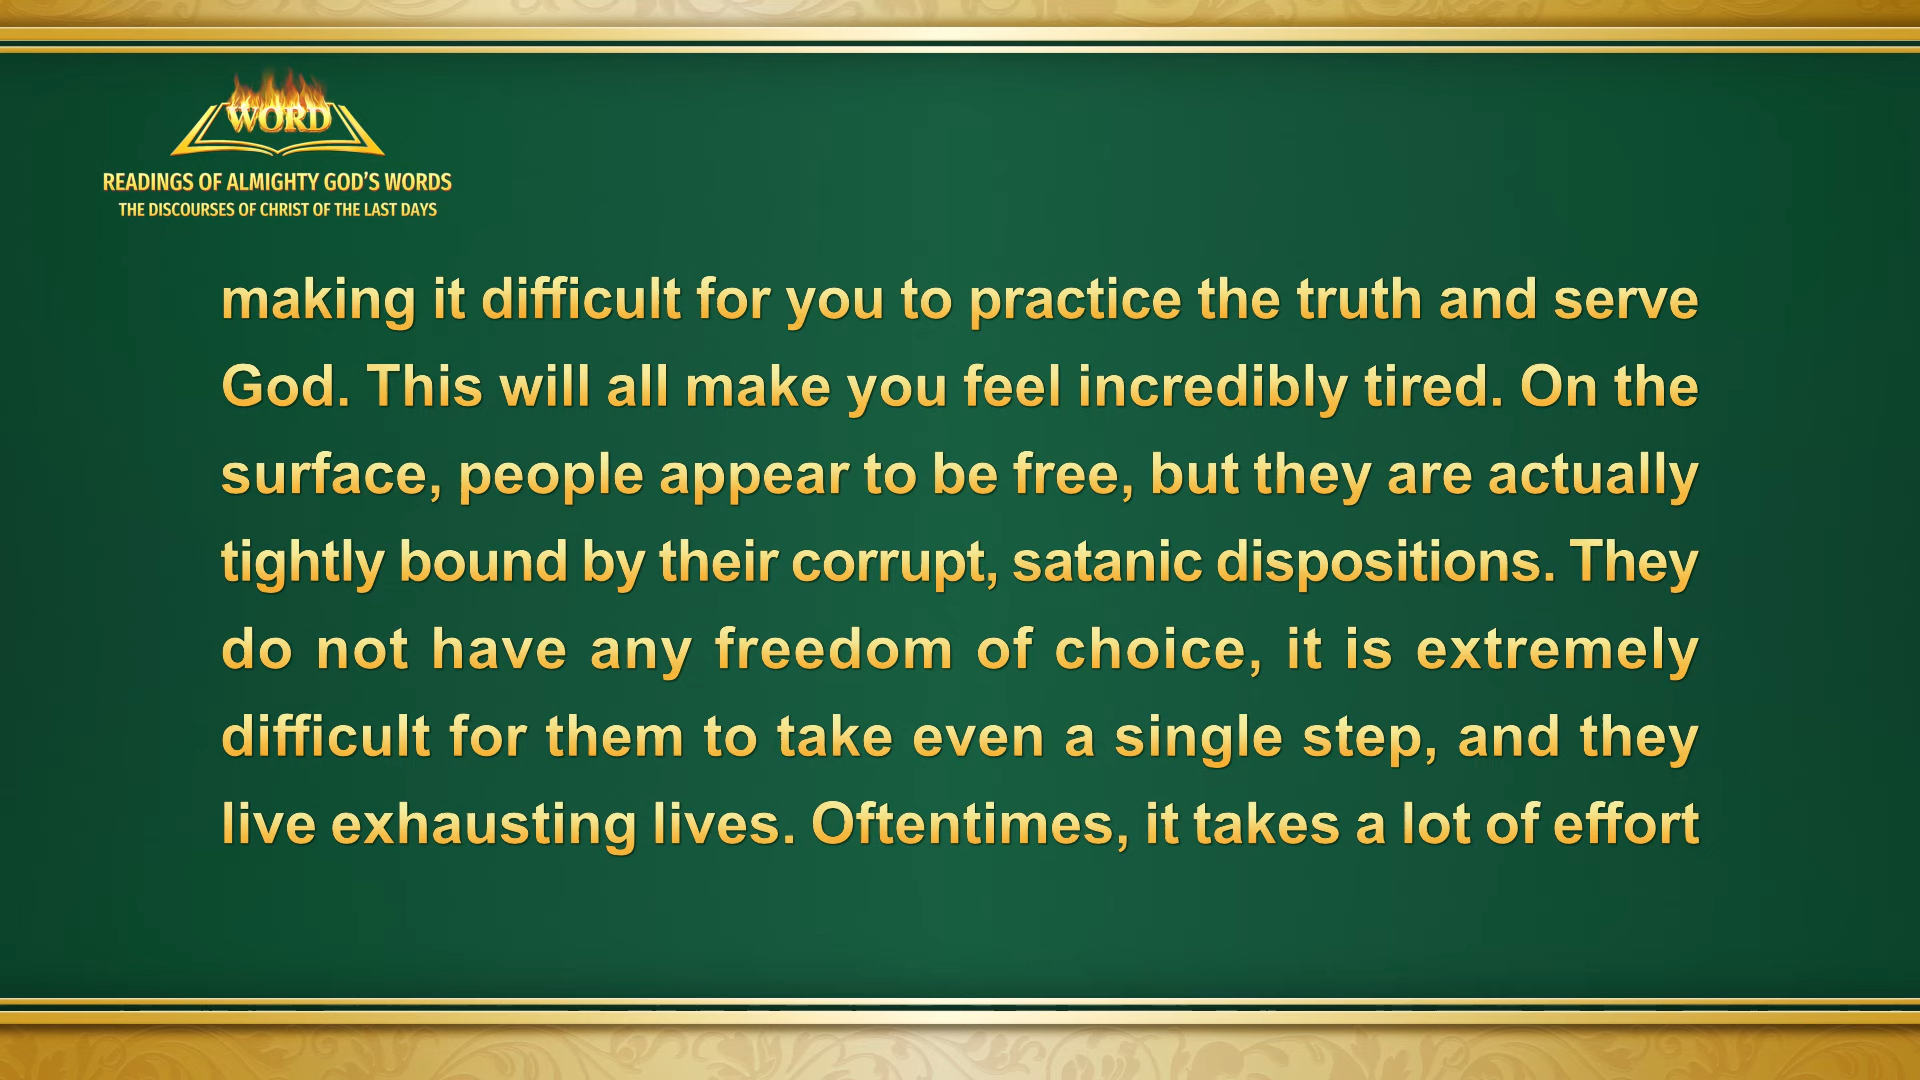 WORD
READINGS OF ALMIGHTY GOD'S WORDS
THE DISCOURSES OF CHRIST OF THE LAST DAYS
making it difficult for you to practice the truth and serve
God. This will all make you feel incredibly tired. On the
surface, people appear to be free, but they are actually
tightly bound by their corrupt, satanic dispositions. They
do not have any freedom of choice, it is extremely
difficult for them to take even a single step, and they
live exhausting lives. Oftentimes, it takes a lot of effort